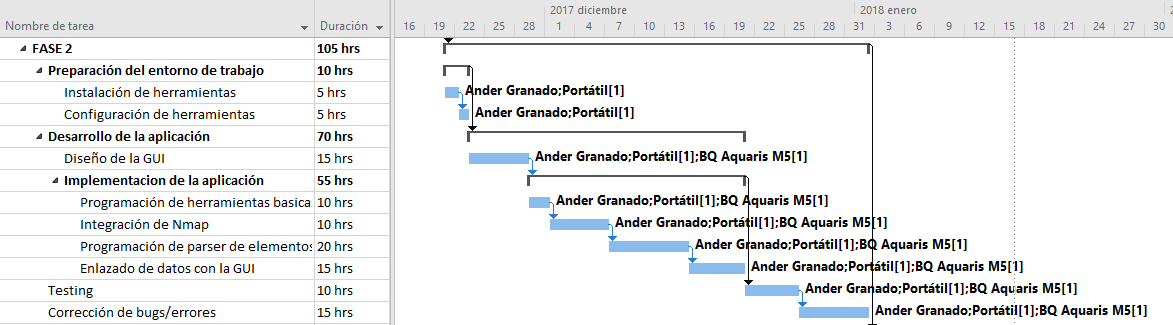 2017 diciembre 2018 enero 2
Nombre de tarea Duración 16 19 22 25 28 1 4 7 10 13 16 19 22 25 28 31 3 6 9 12 15 18 21 24 27 30
FASE 2 105 hrs
Preparación del entorno de trabajo 10 hrs
Instalación de herramientas 5 hrs Ander Granado;Portátil[1]
Configuración de herramientas 5 hrs Ander Granado;Portátil[1]
Desarrollo de la aplicación 70 hrs
Diseño de la GUI 15 hrs Ander Granado;Portátil[1];BQ Aquaris M5[1]
Implementacion de la aplicación 55 hrs
Programación de herramientas basica 10 hrs Ander Granado;Portátil[1];BQ Aquaris M5[1]
Integración de Nmap 10 hrs Ander Granado;Portátil[1];BQ Aquaris M5[1]
Programación de parser de elementos 20 hrs Ander Granado;Portátil[1];BQ Aquaris M5[1]
Enlazado de datos con la GUI 15 hrs Ander Granado;Portátil[1];BQ Aquaris M5[1]
Testing 10 hrs Ander Granado;Portátil[1];BQ Aquaris M5[1]
Corrección de bugs/errores 15 hrs Ander Granado;Portátil[1];BQ Aquaris M5[1]